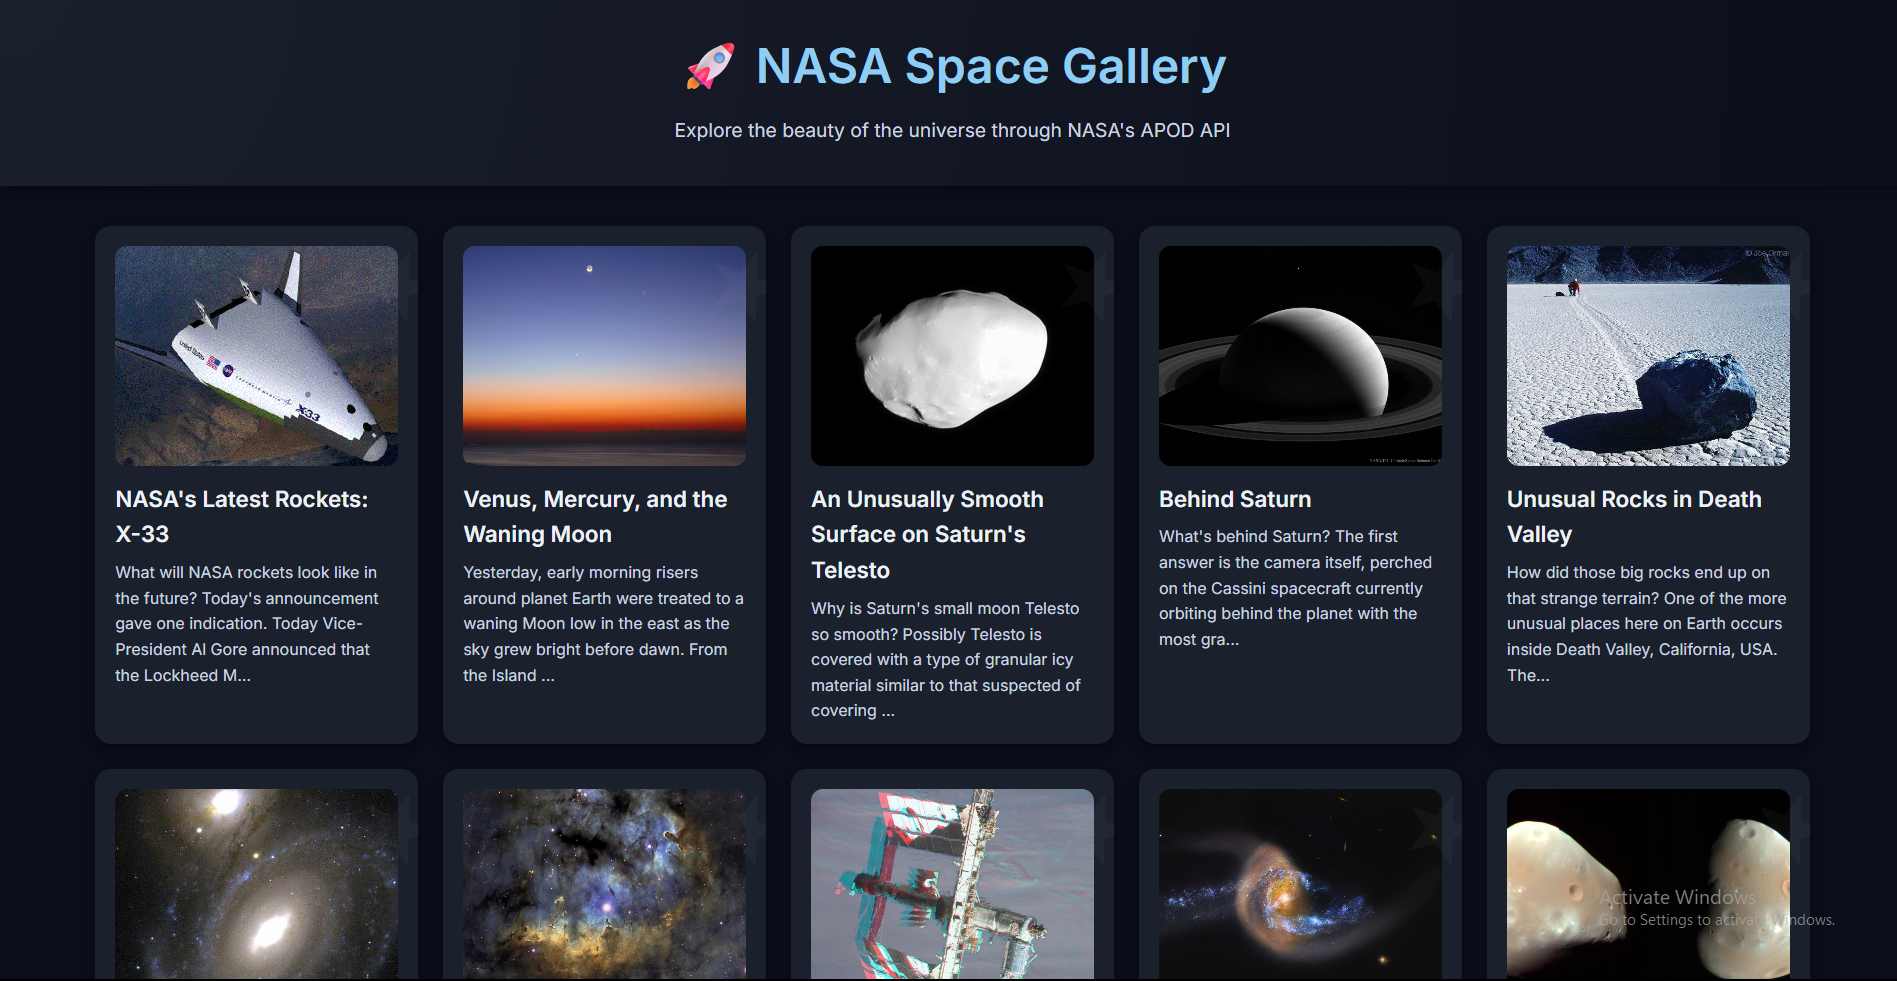 NASA Space Gallery
Explore the beauty of the universe through NASA's APOD API
United States
X-33
© Joe Orma
NASA's Latest Rockets:
X-33
What will NASA rockets look like in
the future? Today's announcement
gave one indication. Today Vice-
President Al Gore announced that
the Lockheed M...
Venus, Mercury, and the
Waning Moon
Yesterday, early morning risers
around planet Earth were treated to a
waning Moon low in the east as the
sky grew bright before dawn. From
the Island ...
An Unusually Smooth
Surface on Saturn's
Telesto
Why is Saturn's small moon Telesto
so smooth? Possibly Telesto is
covered with a type of granular icy
material similar to that suspected of
covering ...
Behind Saturn
What's behind Saturn? The first
answer is the camera itself, perched
on the Cassini spacecraft currently
orbiting behind the planet with the
most gra...
Unusual Rocks in Death
Valley
How did those big rocks end up on
that strange terrain? One of the more
unusual places here on Earth occurs
inside Death Valley, California, USA.
The...
Activate Windows
Go to Settings to activate Windows.